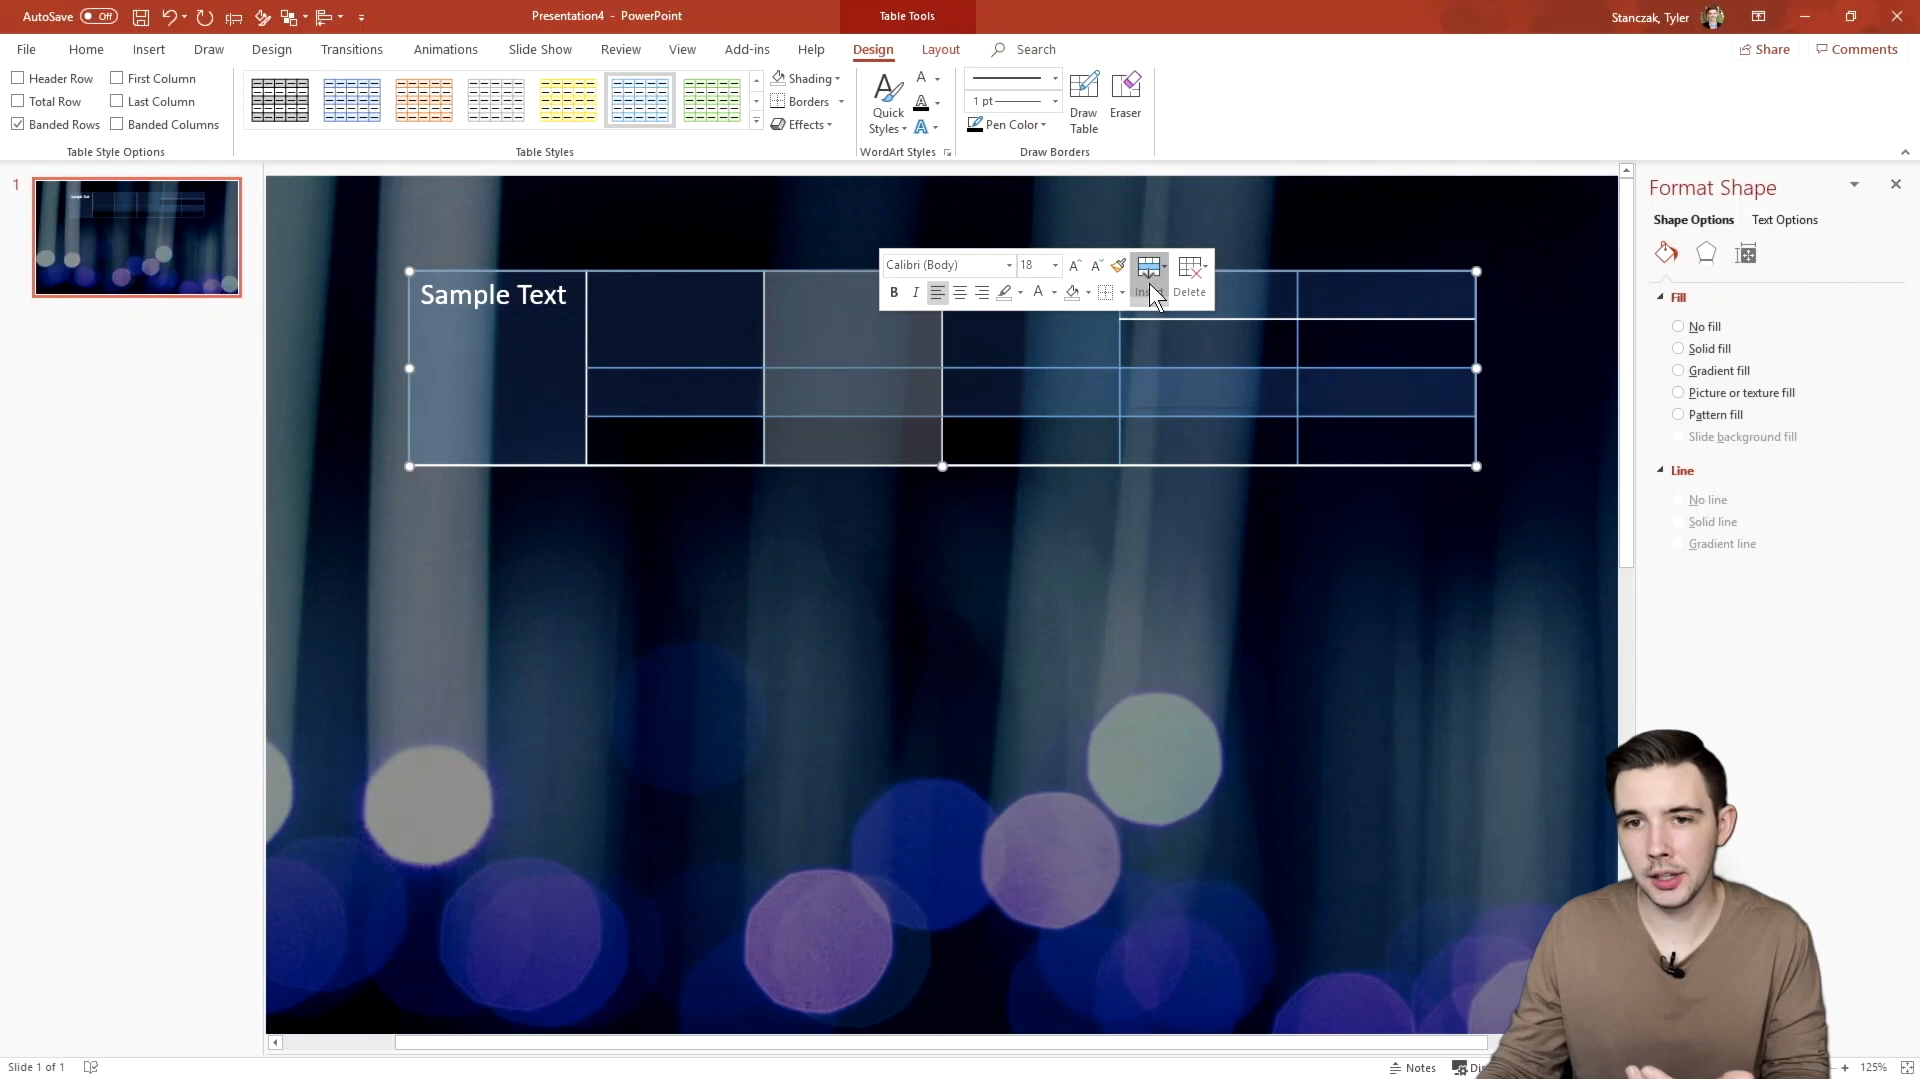 AutoSave Off
Presentation4 - PowerPoint
Table Tools
Stanczak, Tyler
File Home Insert Draw Design Transitions Animations Slide Show Review View Add-ins Help Design Layout Search
Share Comments
Header Row First Column
Total Row Last Column
Banded Rows Banded Columns
Table Style Options
Shading
Borders
Effects
Table Styles
Quick Styles
WordArt Styles
1 pt
Pen Color
Draw Table
Eraser
Draw Borders
1
Sample Text
Calibri (Body) 18
B I
Insert Delete
Sample Text
Format Shape
Shape Options Text Options
Fill
No fill
Solid fill
Gradient fill
Picture or texture fill
Pattern fill
Slide background fill
Line
No line
Solid line
Gradient line
Slide 1 of 1
Notes
125%